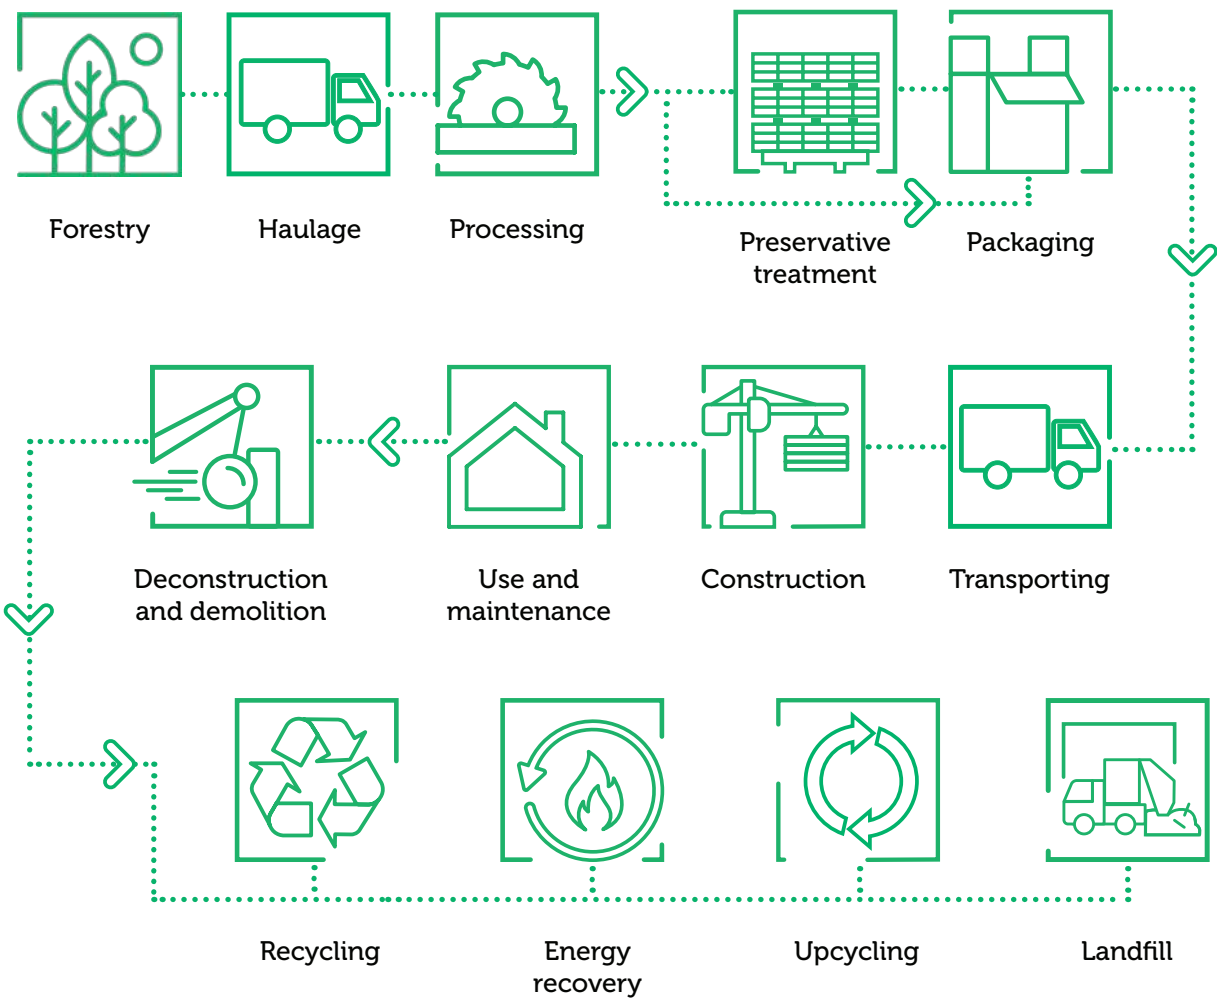 Forestry
Haulage
Processing
Preservative
treatment
Packaging
Deconstruction
and demolition
Use and
maintenance
Construction
Transporting
Recycling
Energy
recovery
Upcycling
Landfill